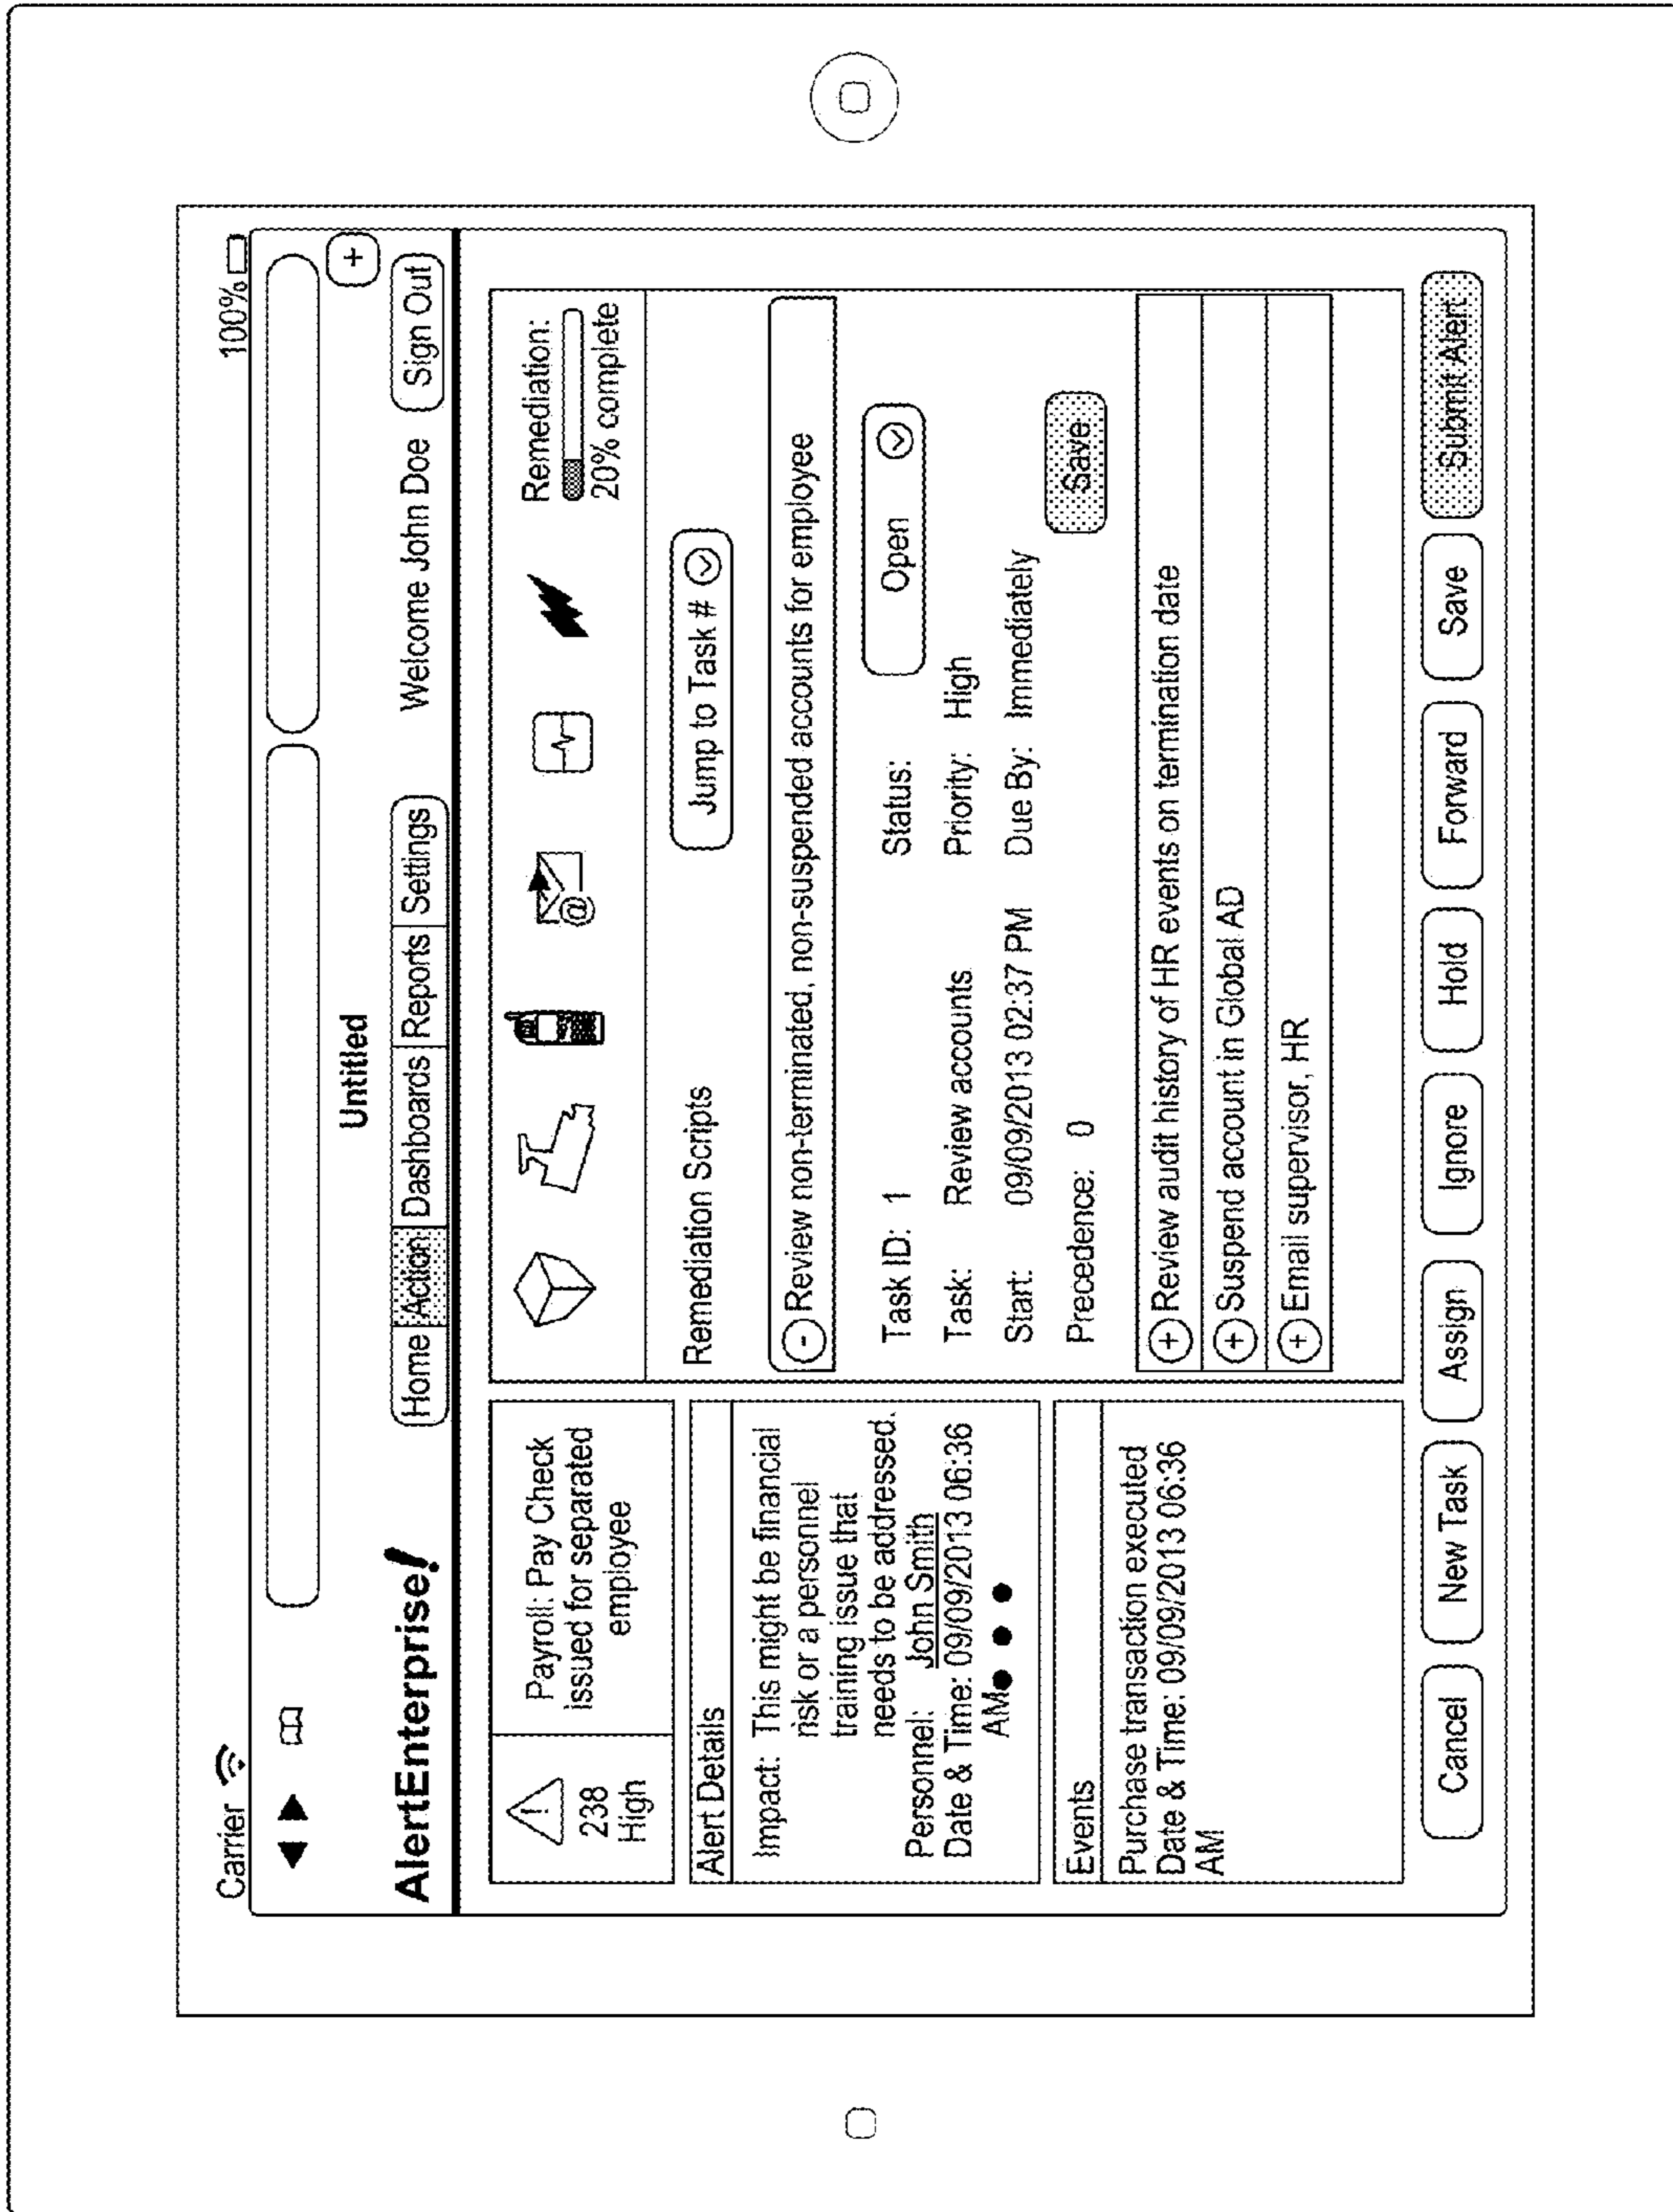 Carrier
100%
Untitled
+
AlertEnterprise!
Home Action Dashboards Reports Settings
Welcome John Doe
Sign Out
!
238
High
Payroll: Pay Check
issued for separated
employee
Alert Details
Impact: This might be financial
risk or a personnel
training issue that
needs to be addressed.
Personnel: John Smith
Date & Time: 09/09/2013 06:36
AM
Events
Purchase transaction executed
Date & Time: 09/09/2013 06:36
AM
@
Remediation:
20% complete
Remediation Scripts
Jump to Task #
- Review non-terminated, non-suspended accounts for employee
Task ID: 1
Status: Open
Task: Review accounts
Priority: High
Start: 09/09/2013 02:37 PM
Due By: Immediately
Precedence: 0
Save
+ Review audit history of HR events on termination date
+ Suspend account in Global AD
+ Email supervisor, HR
Cancel
New Task
Assign
Ignore
Hold
Forward
Save
Submit Alert